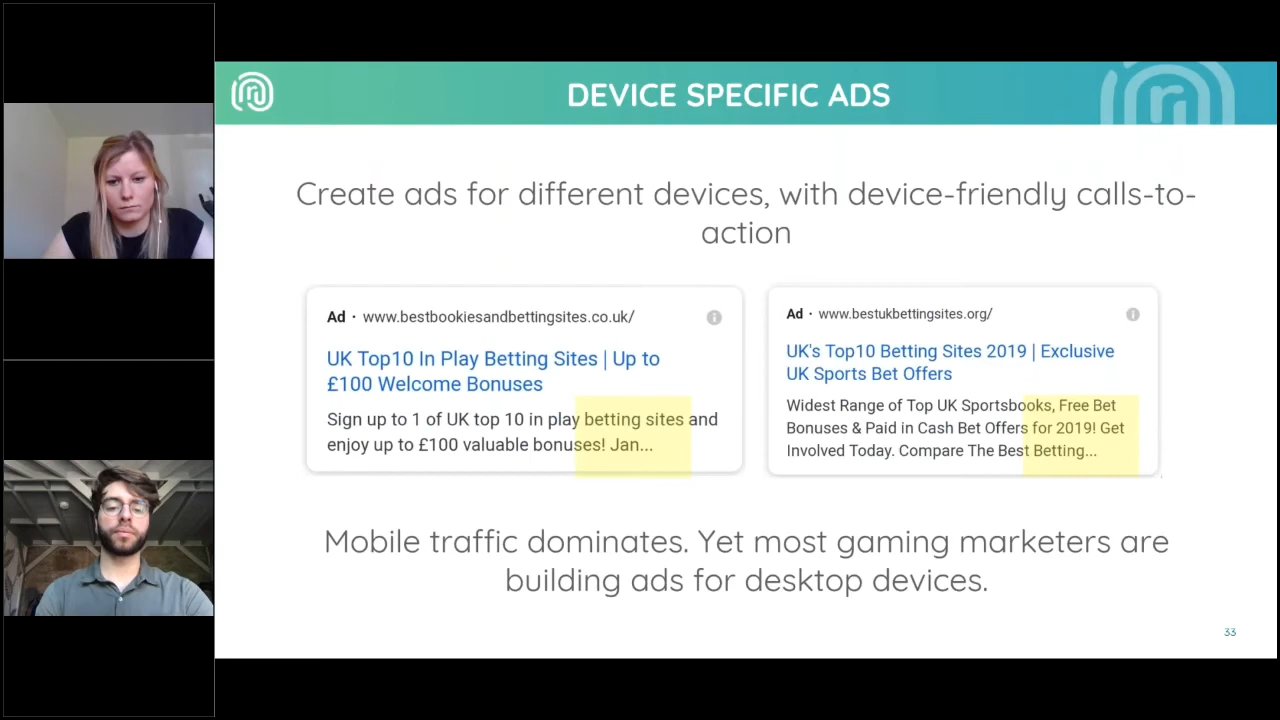 DEVICE SPECIFIC ADS
Create ads for different devices, with device-friendly calls-to-
action
Ad · www.bestbookiesandbettingsites.co.uk/
UK Top10 In Play Betting Sites | Up to
£100 Welcome Bonuses
Sign up to 1 of UK top 10 in play betting sites and
enjoy up to £100 valuable bonuses! Jan...
Ad · www.bestukbettingsites.org/
UK's Top10 Betting Sites 2019 | Exclusive
UK Sports Bet Offers
Widest Range of Top UK Sportsbooks, Free Bet
Bonuses & Paid in Cash Bet Offers for 2019! Get
Involved Today. Compare The Best Betting...
Mobile traffic dominates. Yet most gaming marketers are
building ads for desktop devices.
33